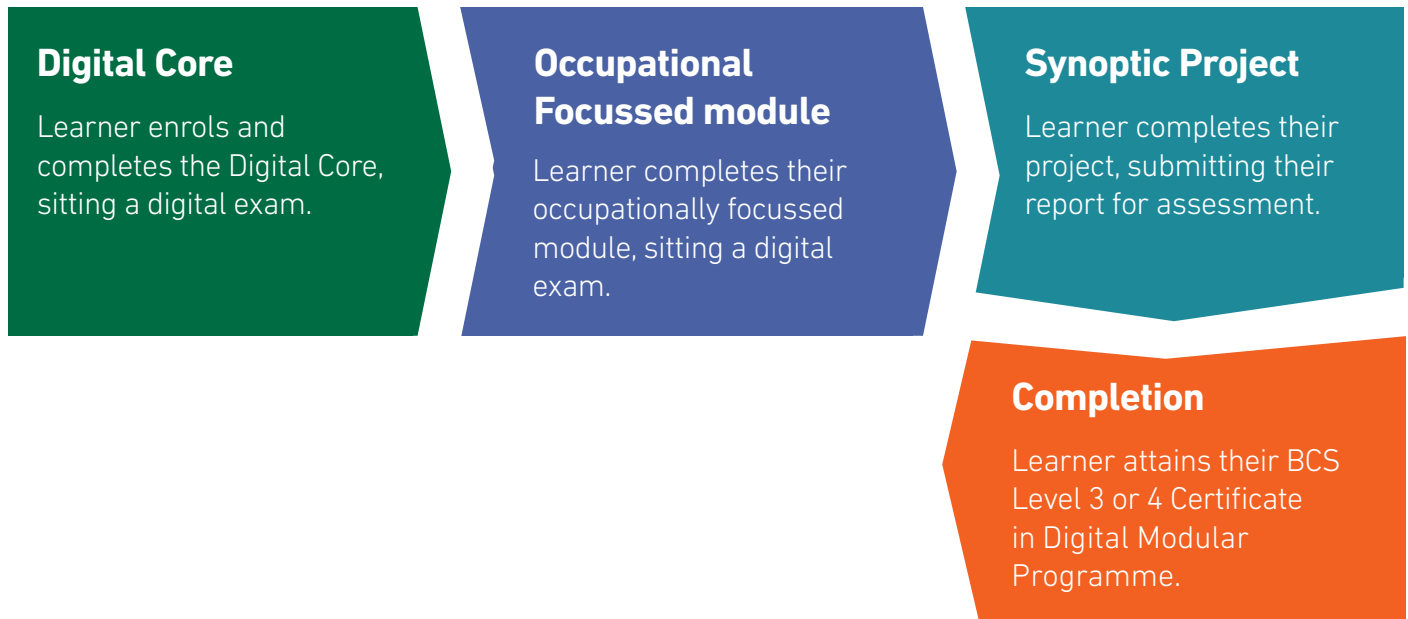 Digital Core
Learner enrols and
completes the Digital Core,
sitting a digital exam.
Occupational
Focussed module
Learner completes their
occupationally focussed
module, sitting a digital
exam.
Synoptic Project
Learner completes their
project, submitting their
report for assessment.
Completion
Learner attains their BCS
Level 3 or 4 Certificate
in Digital Modular
Programme.